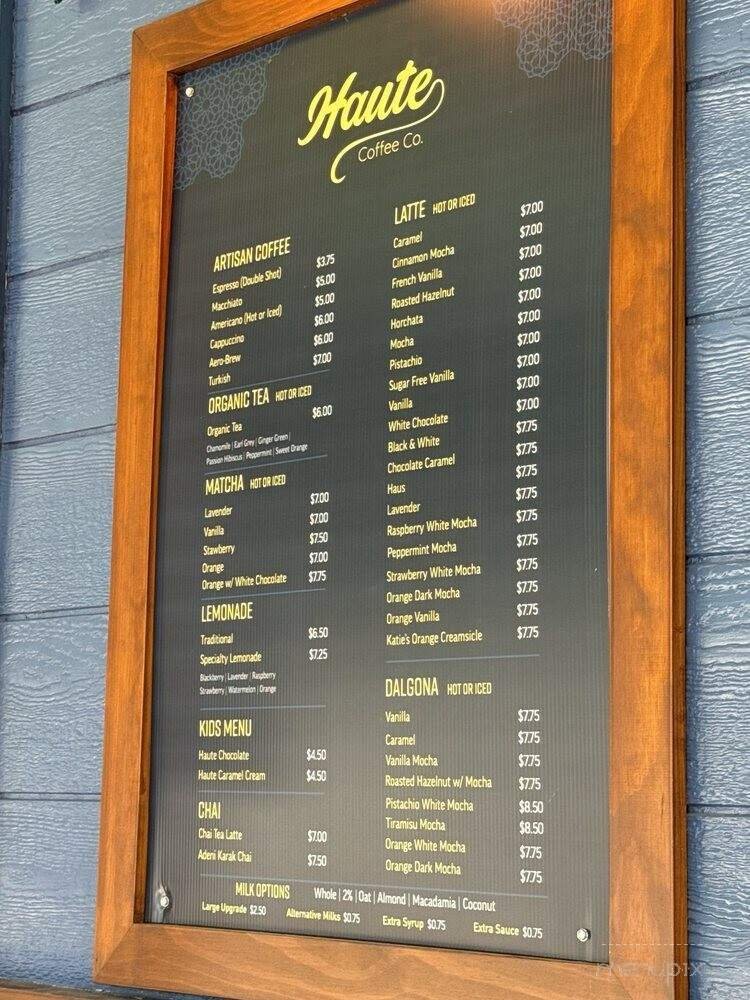 Haute
Coffee Co.
ARTISAN COFFEE
Espresso (Double Shot) $3.75
Macchiato $5.00
Americano (Hot or Iced) $5.00
Cappuccino $6.00
Aero-Brew $6.00
Turkish $7.00
ORGANIC TEA HOT OR ICED
Organic Tea $6.00
Chamomile | Earl Grey | Ginger Green |
Passion Hibiscus | Peppermint | Sweet Orange
MATCHA HOT OR ICED
Lavender $7.00
Vanilla $7.00
Stawberry $7.50
Orange $7.00
Orange w/ White Chocolate $7.75
LEMONADE
Traditional $6.50
Specialty Lemonade $7.25
Blackberry | Lavender | Raspberry
Strawberry | Watermelon | Orange
KIDS MENU
Haute Chocolate $4.50
Haute Caramel Cream $4.50
CHAI
Chai Tea Latte $7.00
Adeni Karak Chai $7.50
LATTE HOT OR ICED
Caramel $7.00
Cinnamon Mocha $7.00
French Vanilla $7.00
Roasted Hazelnut $7.00
Horchata $7.00
Mocha $7.00
Pistachio $7.00
Sugar Free Vanilla $7.00
Vanilla $7.00
White Chocolate $7.00
Black & White $7.75
Chocolate Caramel $7.75
Haus $7.75
Lavender $7.75
Raspberry White Mocha $7.75
Peppermint Mocha $7.75
Strawberry White Mocha $7.75
Orange Dark Mocha $7.75
Orange Vanilla $7.75
Katie's Orange Creamsicle $7.75
DALGONA HOT OR ICED
Vanilla $7.75
Caramel $7.75
Vanilla Mocha $7.75
Roasted Hazelnut w/ Mocha $7.75
Pistachio White Mocha $8.50
Tiramisu Mocha $8.50
Orange White Mocha $7.75
Orange Dark Mocha $7.75
MILK OPTIONS Whole | 2% | Oat | Almond | Macadamia | Coconut
Large Upgrade $2.50 Alternative Milks $0.75 Extra Syrup $0.75 Extra Sauce $0.75
menupix